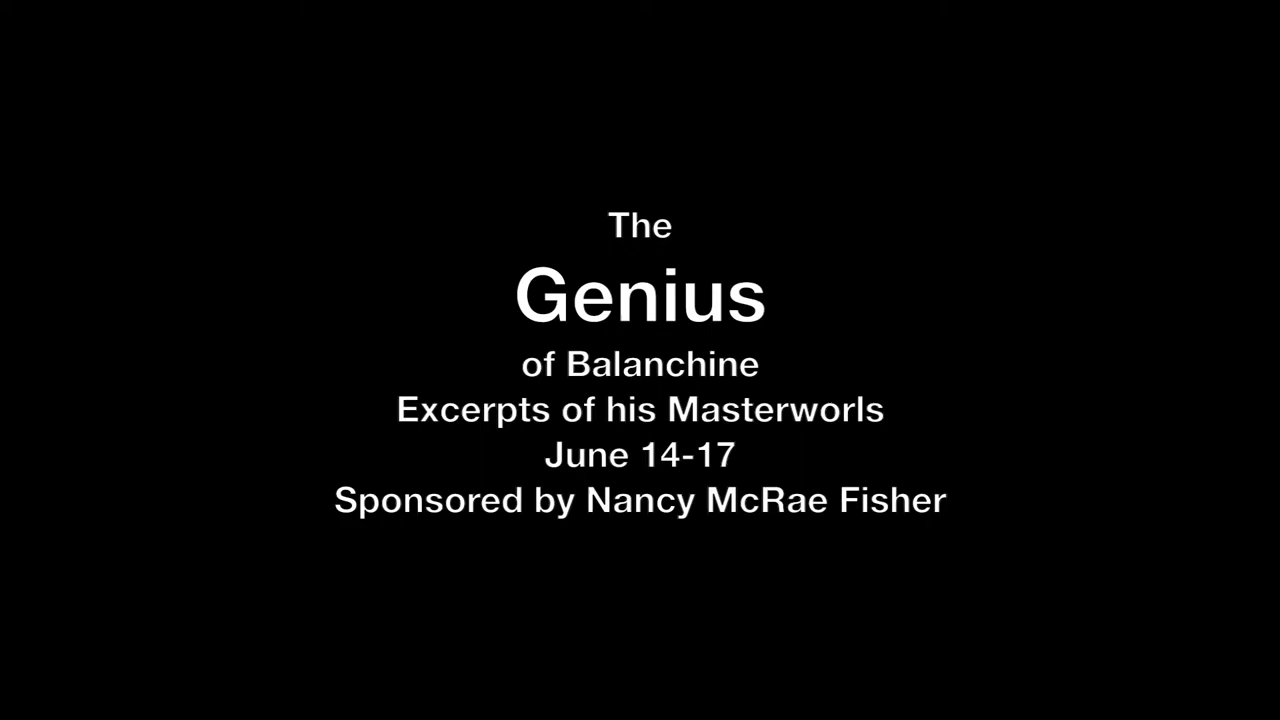 The
Genius
of Balanchine
Excerpts of his Masterworls
June 14-17
Sponsored by Nancy McRae Fisher